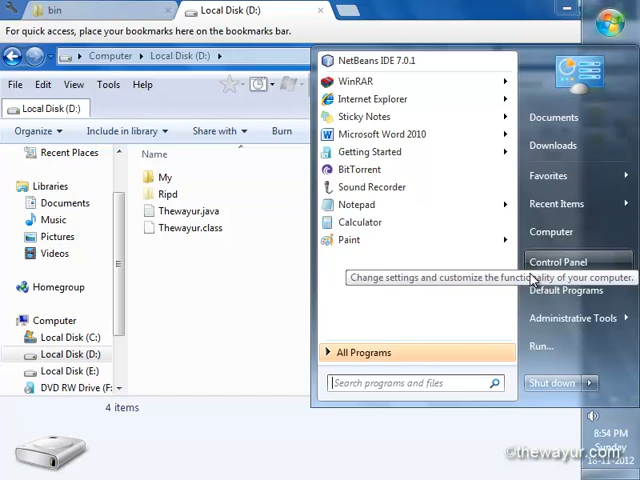 bin
Local Disk (D:)
For quick access, place your bookmarks here on the bookmarks bar.
Computer
Local Disk (D:)
File Edit View Tools Help
Local Disk (D:)
Organize Include in library Share with Burn
Recent Places
Libraries
Documents
Music
Pictures
Videos
Homegroup
Computer
Local Disk (C:)
Local Disk (D:)
Local Disk (E:)
DVD RW Drive (F:
Name
My
Ripd
Thewayur.java
Thewayur.class
4 items
NetBeans IDE 7.0.1
WinRAR
Internet Explorer
Sticky Notes
Microsoft Word 2010
Getting Started
BitTorrent
Sound Recorder
Notepad
Calculator
Paint
All Programs
Search programs and files
Documents
Downloads
Favorites
Recent Items
Computer
Control Panel
Change settings and customize the functionality of your computer.
Default Programs
Administrative Tools
Run...
Shut down
8:54 PM
Sunday
18-11-2012
©thewayur.com